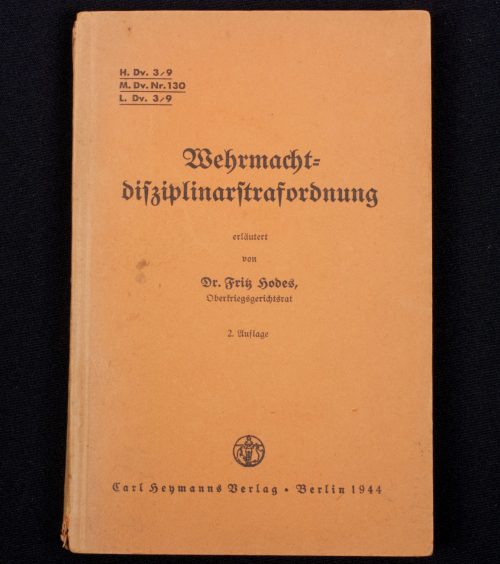 H. Dv. 3/9
M. Dv. Nr. 130
L. Dv. 3/9
Wehrmacht-
disziplinarstrafordnung
erläutert
von
Dr. Fritz Hodes,
Oberkriegsgerichtsrat
2. Auflage
Carl Heymanns Verlag • Berlin 1944